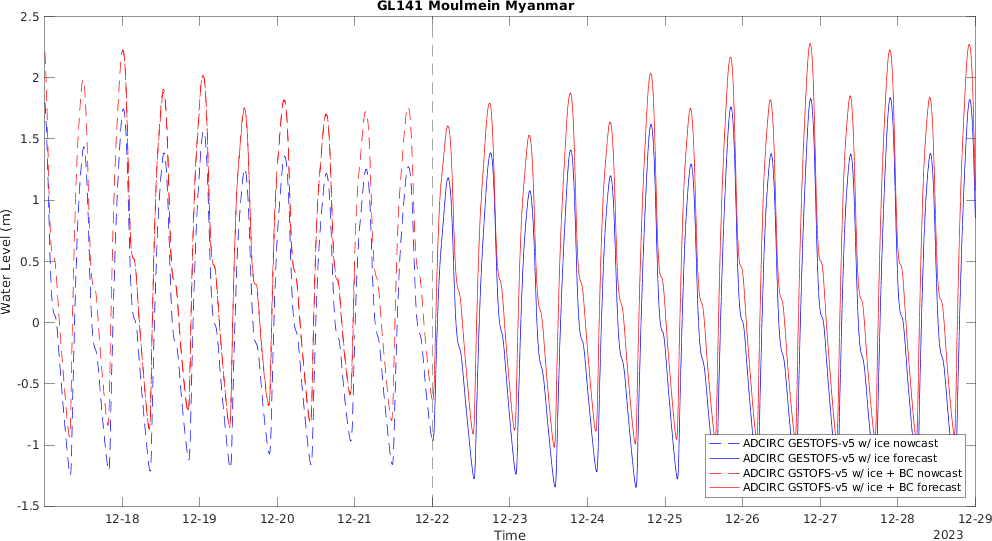 GL141 Moulmein Myanmar
2.5
2
1.5
1
0.5
0
-0.5
-1
-1.5
Water Level (m)
12-18 12-19 12-20 12-21 12-22 12-23 12-24 12-25 12-26 12-27 12-28 12-29
Time
2023
ADCIRC GESTOFS-v5 w/ ice nowcast
ADCIRC GESTOFS-v5 w/ ice forecast
ADCIRC GSTOFS-v5 w/ ice + BC nowcast
ADCIRC GSTOFS-v5 w/ ice + BC forecast